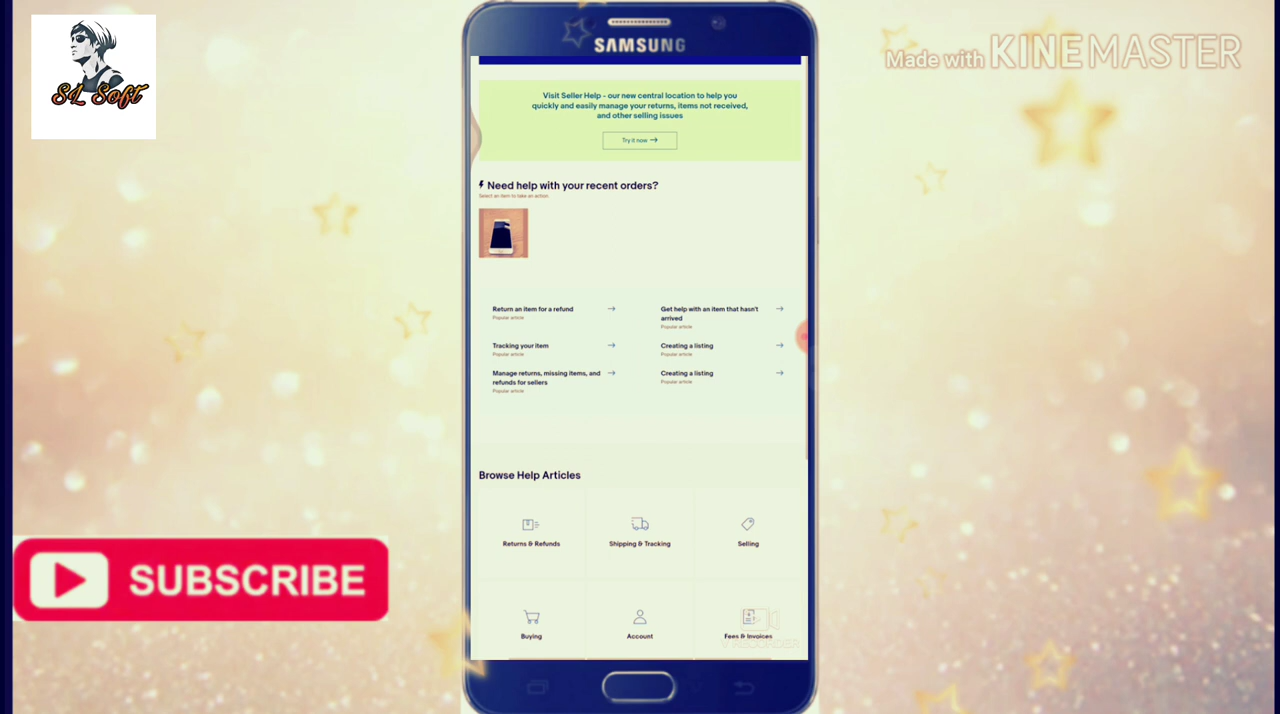 SL Soft
SAMSUNG
Made with KINEMASTER
Visit Seller Help - our new central location to help you
quickly and easily manage your returns, items not received,
and other selling issues
Try it now →
Need help with your recent orders?
Select an item to take an action.
Return an item for a refund
Popular article
Get help with an item that hasn't
arrived
Popular article
Tracking your item
Popular article
Creating a listing
Popular article
Manage returns, missing items, and
refunds for sellers
Popular article
Creating a listing
Popular article
Browse Help Articles
Returns & Refunds
Shipping & Tracking
Selling
Buying
Account
Fees & Invoices
V RECORDER
SUBSCRIBE